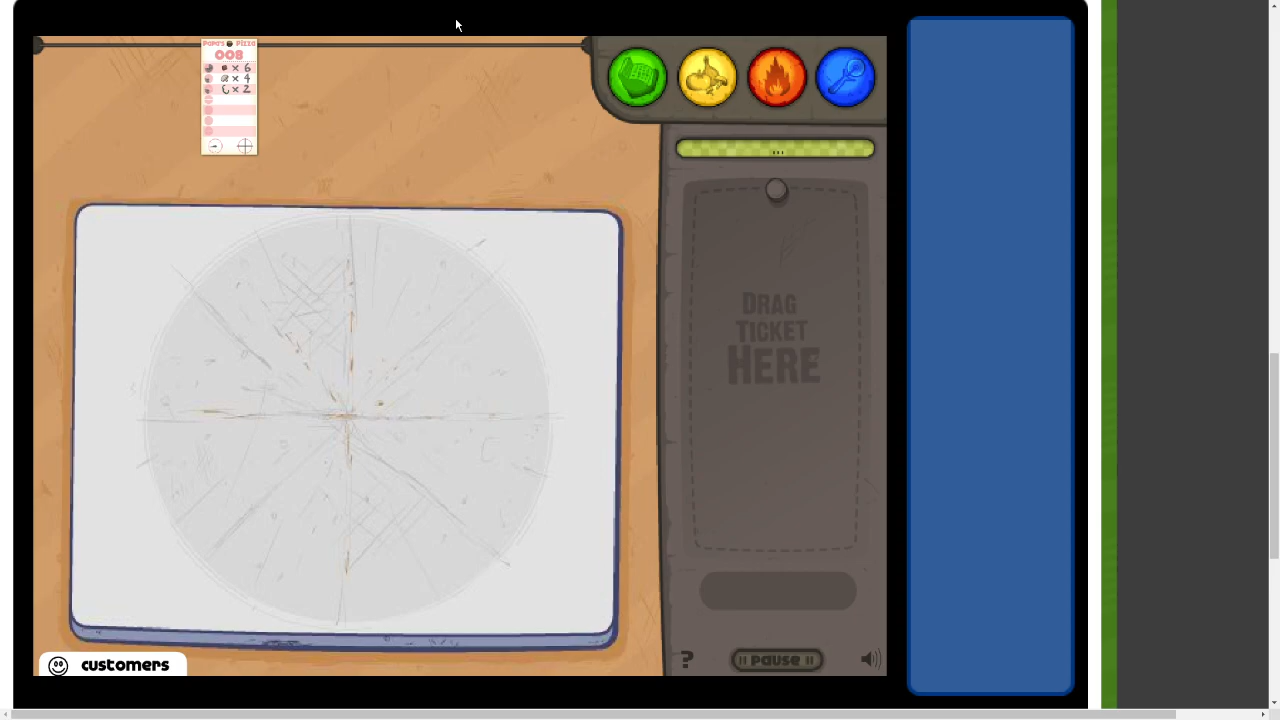 Papa's Pizza
008
x 6
x 4
x 2
DRAG
TICKET
HERE
?
pause
customers